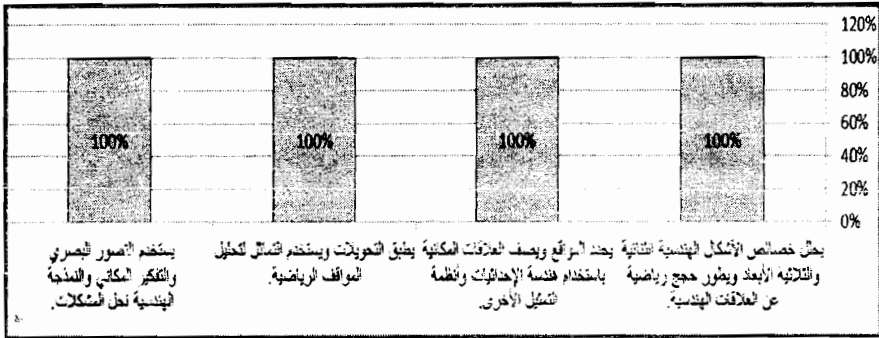 120%
100%
80%
60%
40%
20%
0%
100%
100%
100%
100%
يحلل خصائص الأشكال الهندسية الثنائية
والثلاثية الأبعاد ويطور حجج رياضية
عن العلاقات الهندسية.
يحدد المواقع ويصف العلاقات المكانية
باستخدام هندسة الإحداثيات وأنظمة
التمثيل الأخرى.
يطبق التحويلات ويستخدم التماثل لتحليل
المواقف الرياضية.
يستخدم التصور البصري
والتفكير المكاني والنمذجة
الهندسية لحل المشكلات.